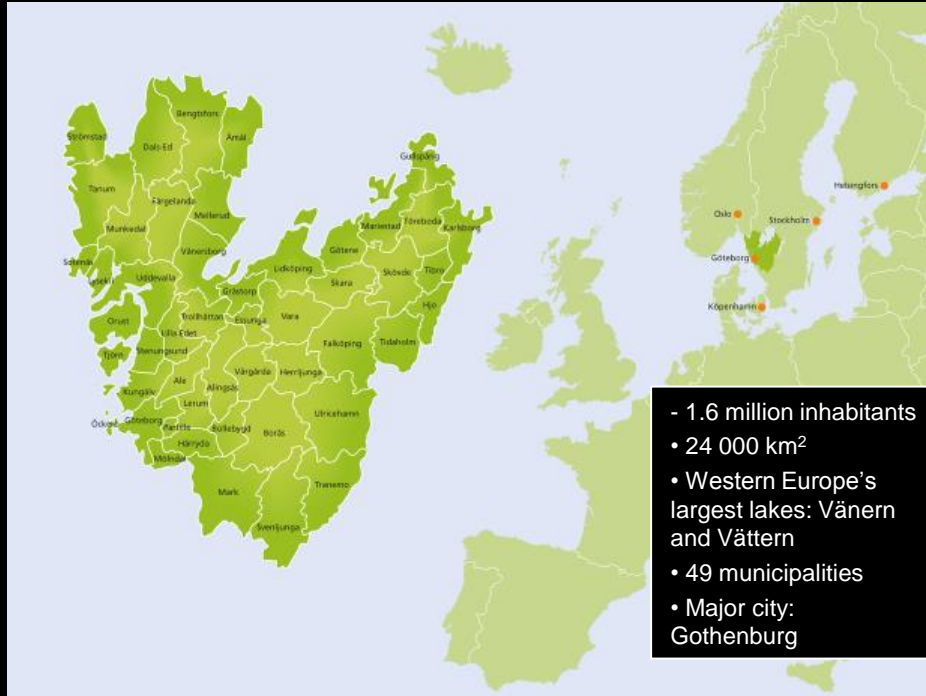 Strömstad
Bengtsfors
Dals-Ed
Åmål
Tanum
Färgelanda
Munkedal
Mellerud
Sotenäs
Lysekil
Uddevalla
Vänersborg
Orust
Tjörn
Stenungsund
Lilla Edet
Trollhättan
Grästorp
Essunga
Lidköping
Vara
Götene
Skara
Mariestad
Gullspång
Töreboda
Karlsborg
Skövde
Tibro
Hjo
Falköping
Tidaholm
Kungälv
Ale
Alingsås
Vårgårda
Herrljunga
Lerum
Öckerö
Göteborg
Partille
Bollebygd
Borås
Ulricehamn
Härryda
Mölndal
Mark
Svenljunga
Tranemo
Oslo
Stockholm
Helsingfors
Göteborg
Köpenhamn
- 1.6 million inhabitants
• 24 000 km²
• Western Europe's
largest lakes: Vänern
and Vättern
• 49 municipalities
• Major city:
Gothenburg